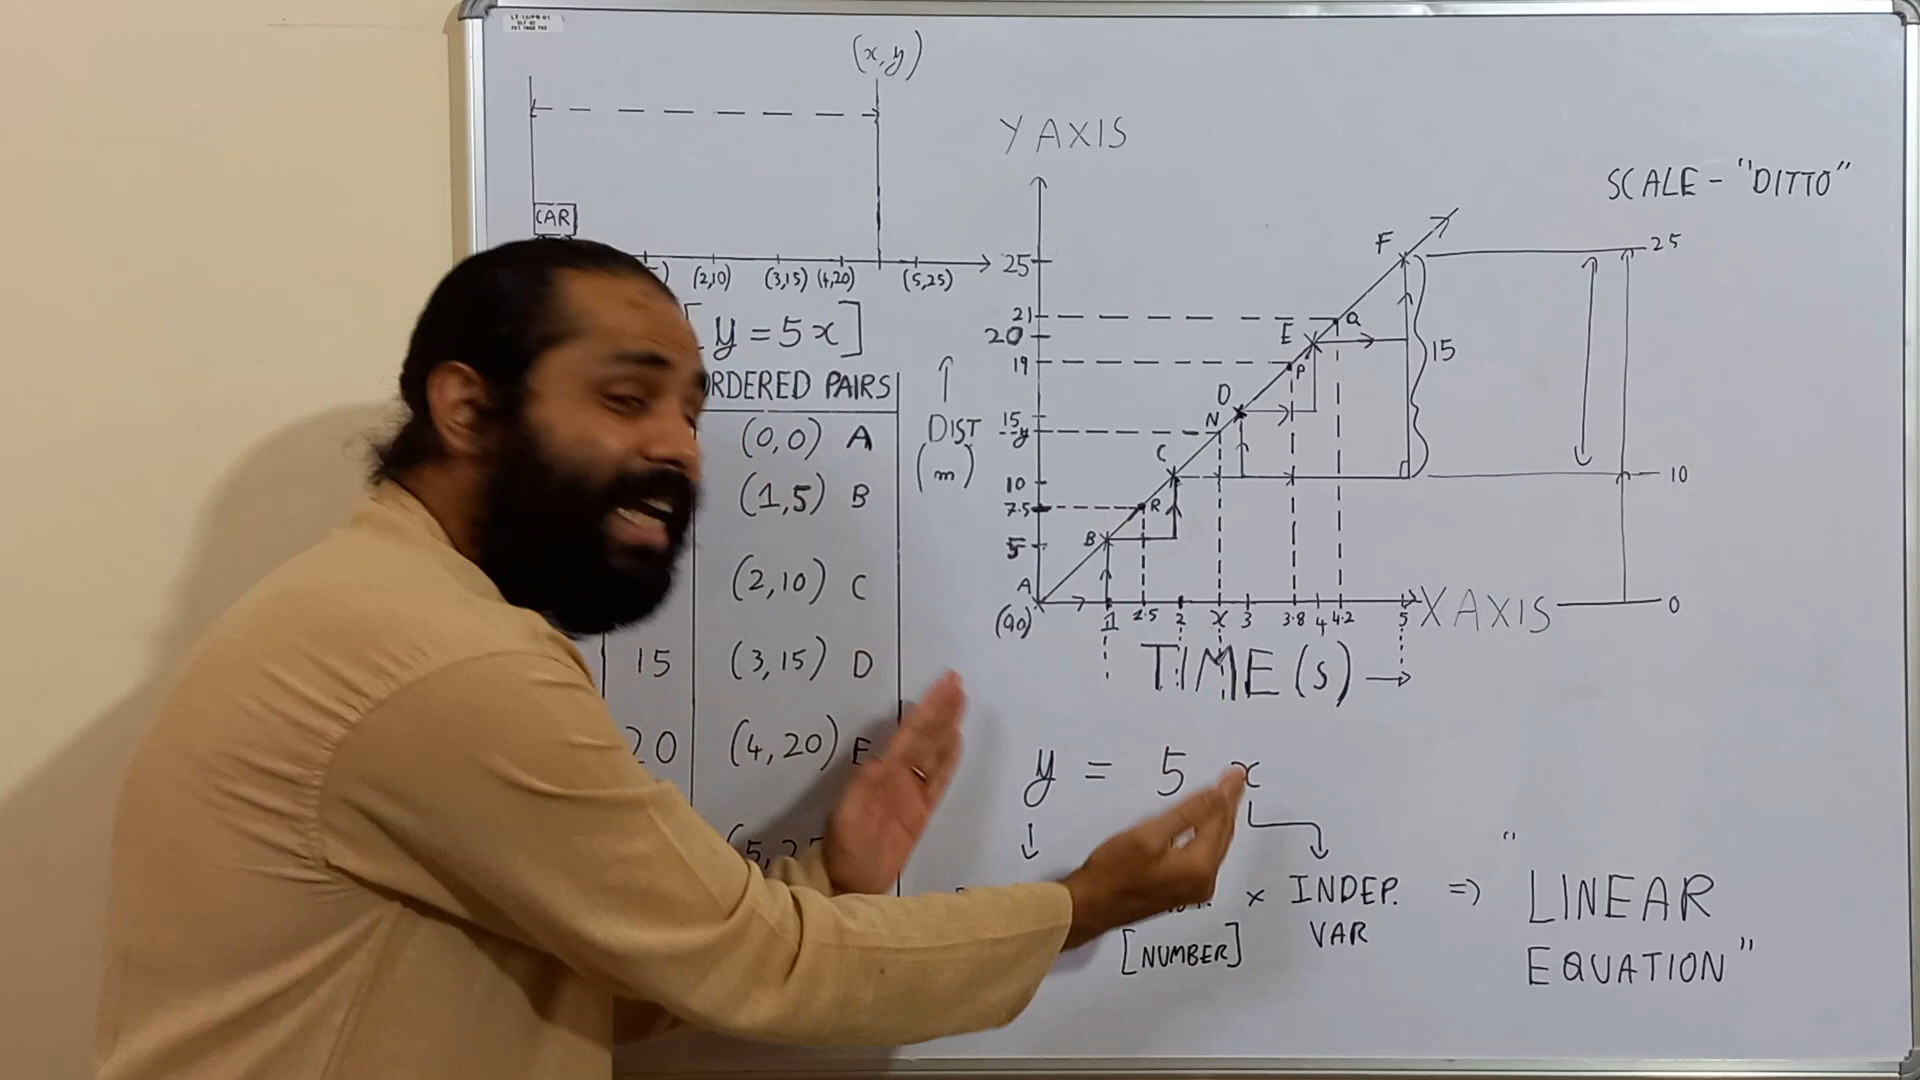 (x, y)
CAR
(2,10) (3,15) (4,20) (5,25)
[y = 5x]
ORDERED PAIRS
(0,0) A
(1,5) B
(2,10) C
15 (3,15) D
20 (4,20) E
Y AXIS
SCALE - "DITTO"
25
21
20
19
15
y
10
7.5
5
DIST
(m)
A
B
R
C
N
D
P
E
Q
F
15
25
10
0
1 1.5 2 x 3 3.8 4 4.2 5
X AXIS
TIME (s)
y = 5 x
× INDEP.
VAR
[NUMBER]
⇒ "LINEAR
EQUATION"